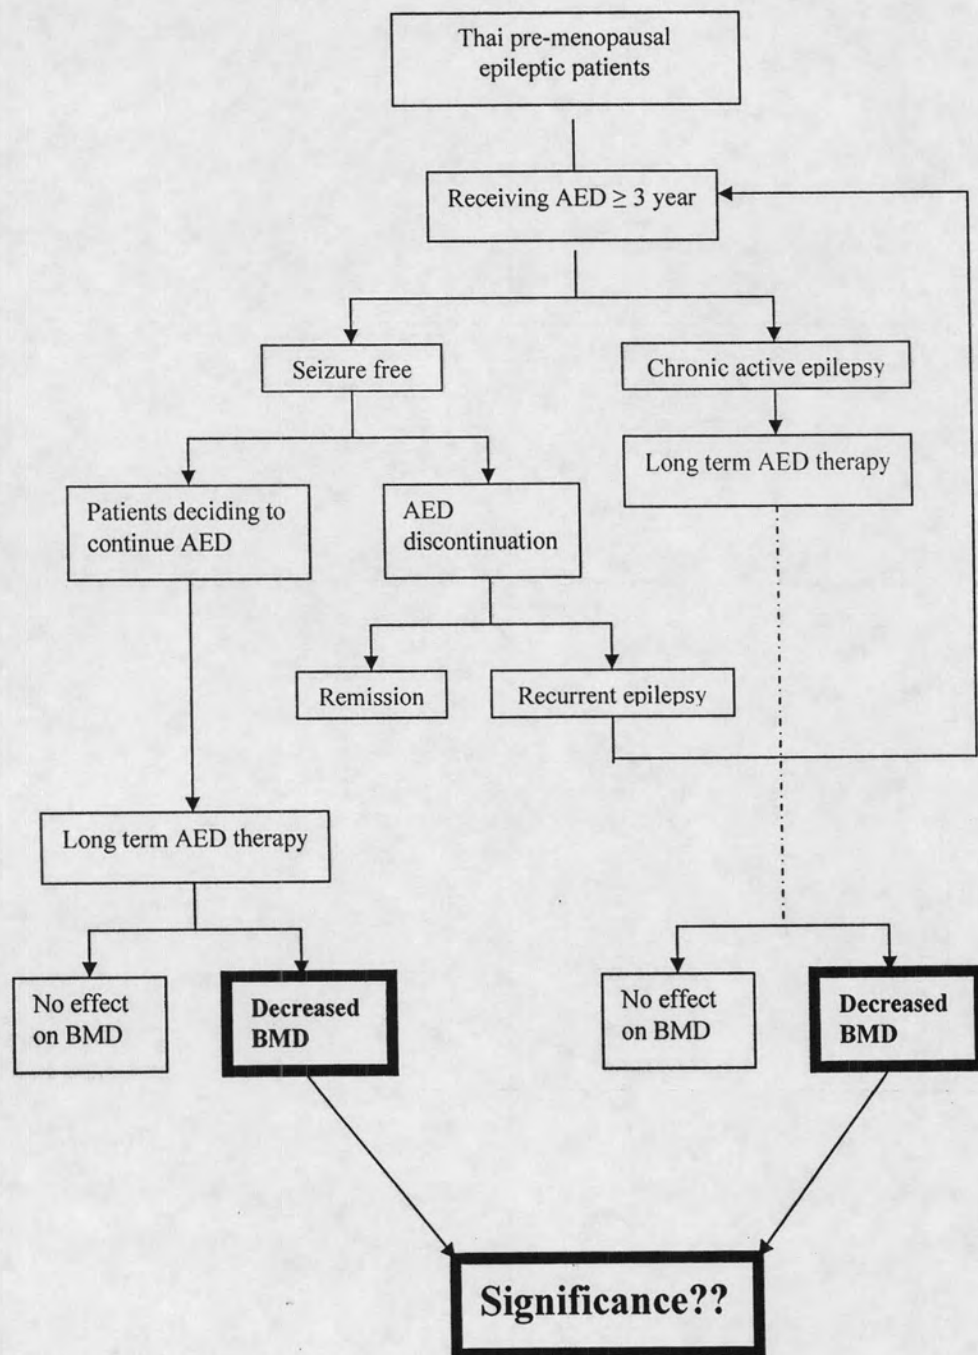 Thai pre-menopausal
epileptic patients
Receiving AED ≥ 3 year
Seizure free
Chronic active epilepsy
Long term AED therapy
Patients deciding to
continue AED
AED
discontinuation
Remission
Recurrent epilepsy
Long term AED therapy
No effect
on BMD
Decreased
BMD
No effect
on BMD
Decreased
BMD
Significance??